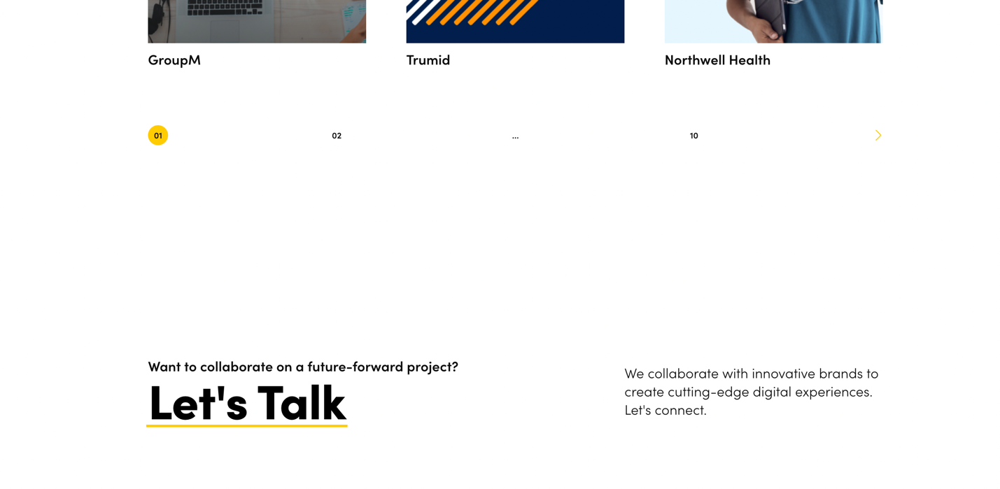 GroupM
Trumid
Northwell Health
01
02
...
10
Want to collaborate on a future-forward project?
Let's Talk
We collaborate with innovative brands to
create cutting-edge digital experiences.
Let's connect.